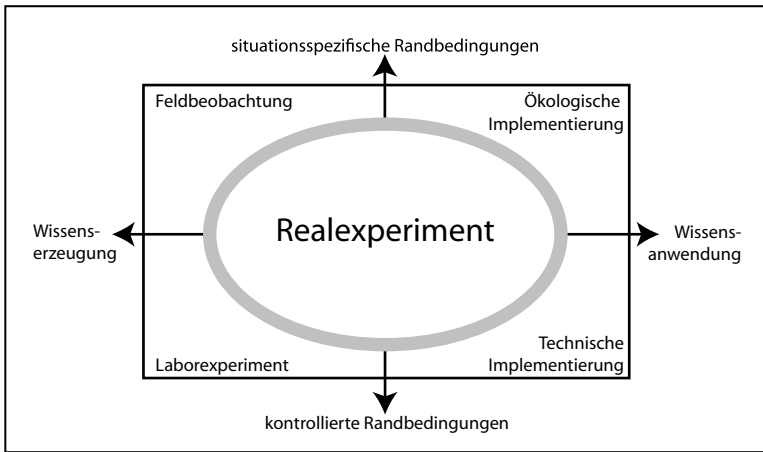 situationsspezifische Randbedingungen
Feldbeobachtung
Ökologische
Implementierung
Wissens-
erzeugung
Realexperiment
Wissens-
anwendung
Laborexperiment
Technische
Implementierung
kontrollierte Randbedingungen